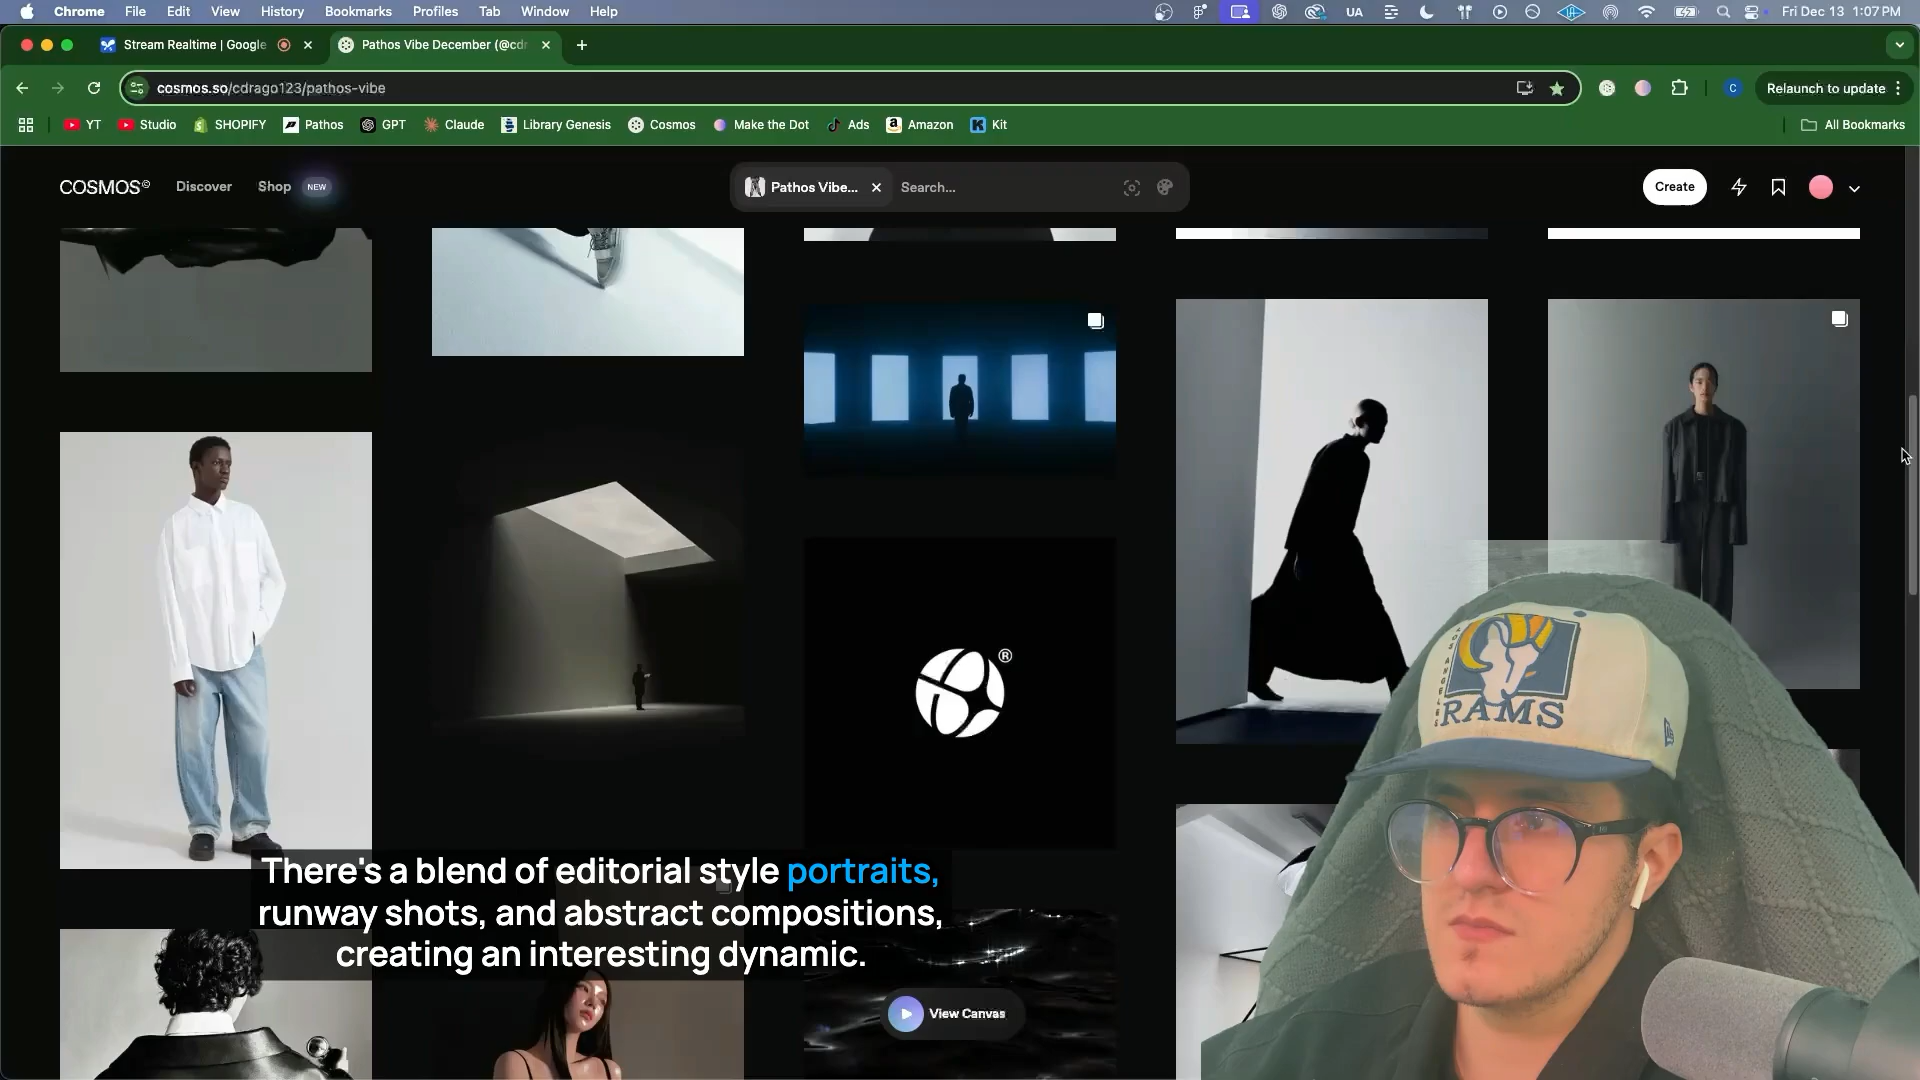 Chrome File Edit View History Bookmarks Profiles Tab Window Help
UA
Fri Dec 13 1:07 PM
Stream Realtime | Google
Pathos Vibe December (@cdr
cosmos.so/cdrago123/pathos-vibe
C
Relaunch to update
YT Studio SHOPIFY Pathos GPT Claude Library Genesis Cosmos Make the Dot Ads Amazon Kit
All Bookmarks
COSMOS© Discover Shop NEW
Pathos Vibe... Search...
Create
®
LOS ANGELES
RAMS
There's a blend of editorial style portraits,
runway shots, and abstract compositions,
creating an interesting dynamic.
View Canvas